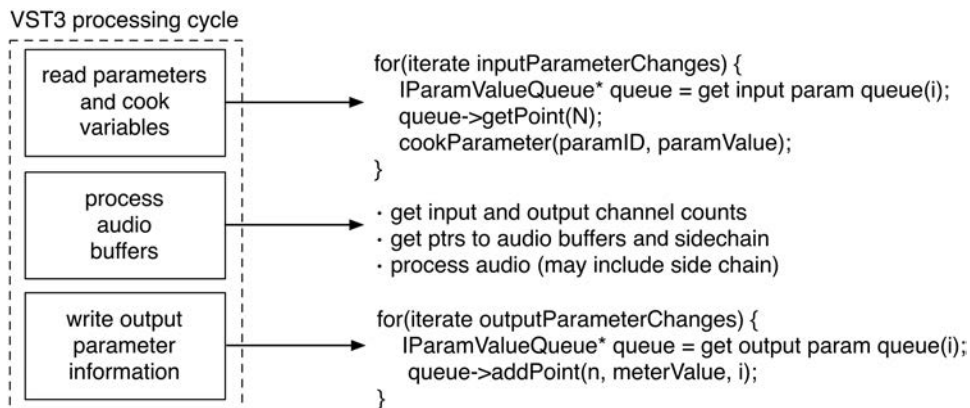 VST3 processing cycle
read parameters
and cook
variables
for(iterate inputParameterChanges) {
IParamValueQueue* queue = get input param queue(i);
queue->getPoint(N);
cookParameter(paramID, paramValue);
}
process
audio
buffers
· get input and output channel counts
· get ptrs to audio buffers and sidechain
· process audio (may include side chain)
write output
parameter
information
for(iterate outputParameterChanges) {
IParamValueQueue* queue = get output param queue(i);
queue->addPoint(n, meterValue, i);
}